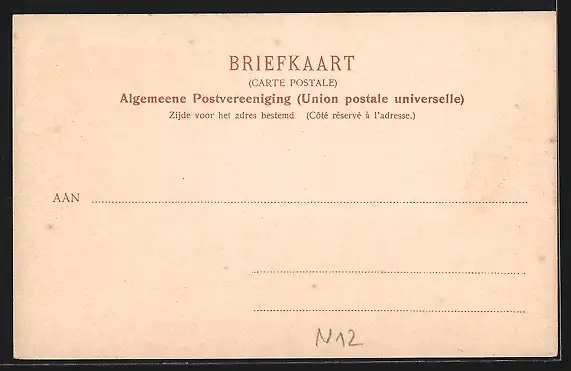 BRIEFKAART
(CARTE POSTALE)
Algemeene Postvereeniging (Union postale universelle)
Zijde voor het adres bestemd (Côté réservé à l'adresse.)
AAN
N12